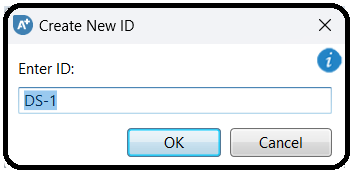 A+
Create New ID
Enter ID:
i
DS-1
OK
Cancel